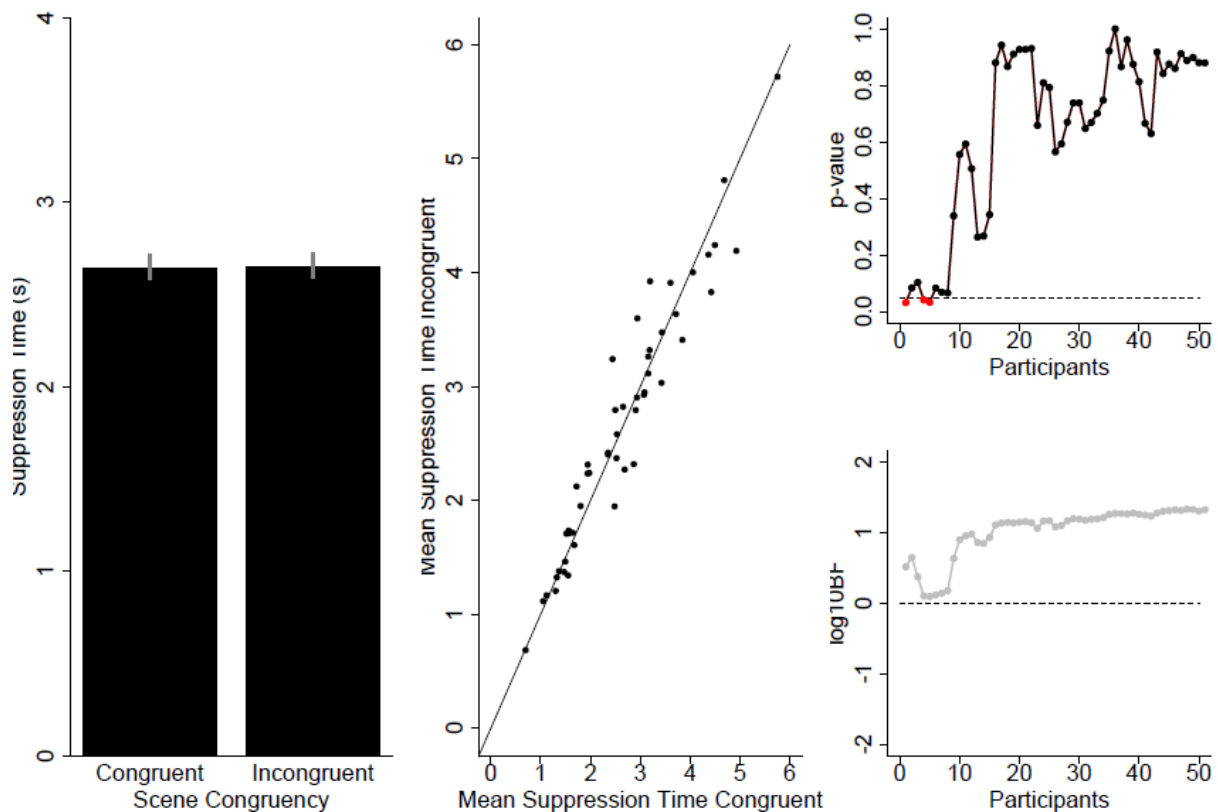 Suppression Time (s)
4
3
2
1
0
Congruent Incongruent
Scene Congruency
Mean Suppression Time Incongruent
6
5
4
3
2
1
0
0 1 2 3 4 5 6
Mean Suppression Time Congruent
p-value
1.0
0.8
0.6
0.4
0.2
0.0
0 10 20 30 40 50
Participants
log10BF
2
1
0
-1
-2
0 10 20 30 40 50
Participants